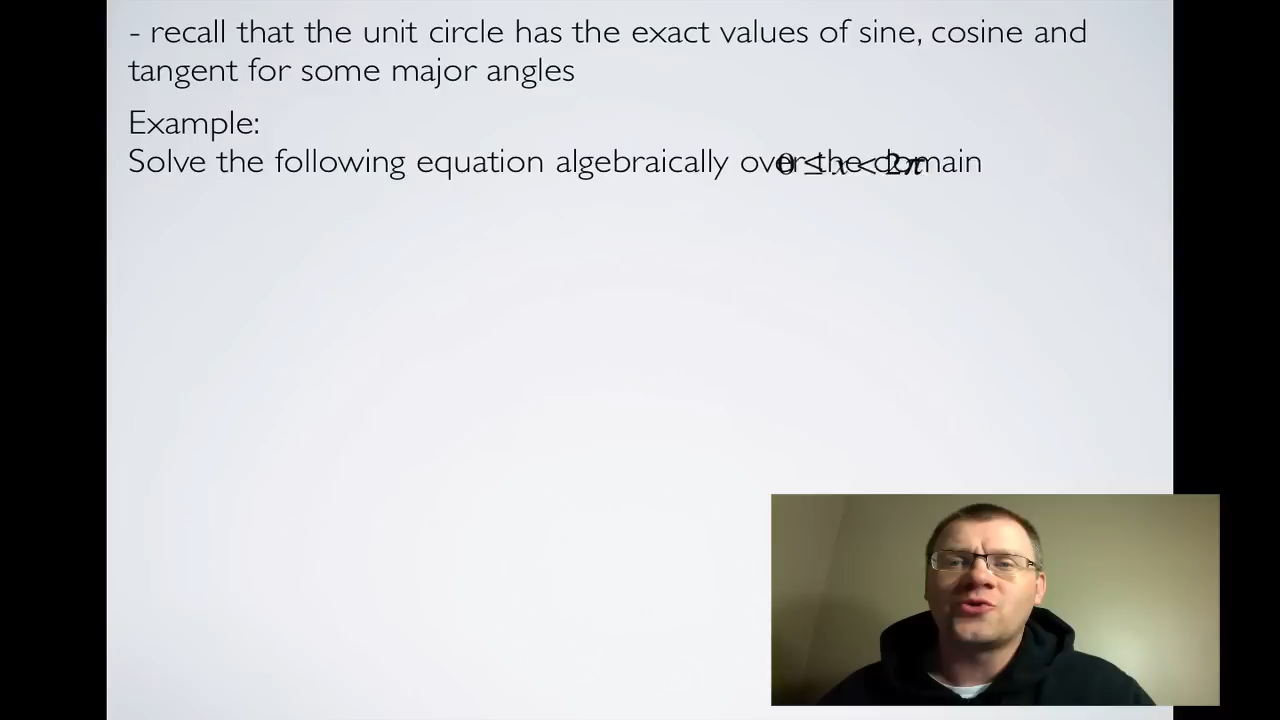 - recall that the unit circle has the exact values of sine, cosine and
tangent for some major angles
Example:
Solve the following equation algebraically over the domain 0 ≤ x < 2π